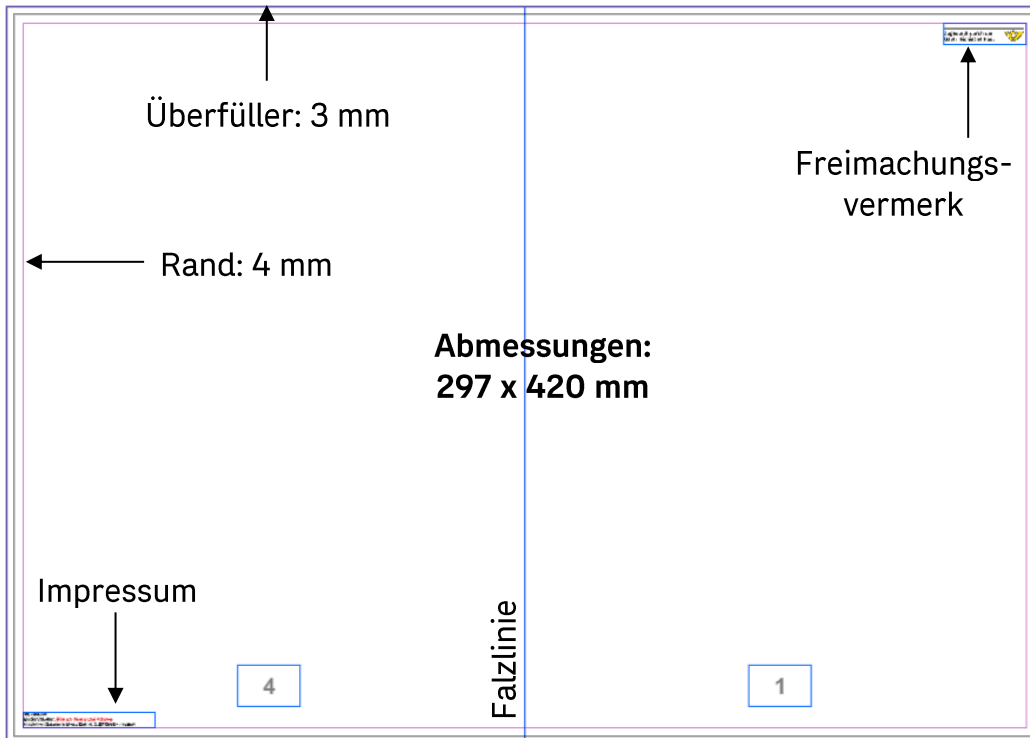 Überfüller: 3 mm
Freimachungs-
vermerk
Rand: 4 mm
Abmessungen:
297 x 420 mm
Impressum
Falzlinie
4
1